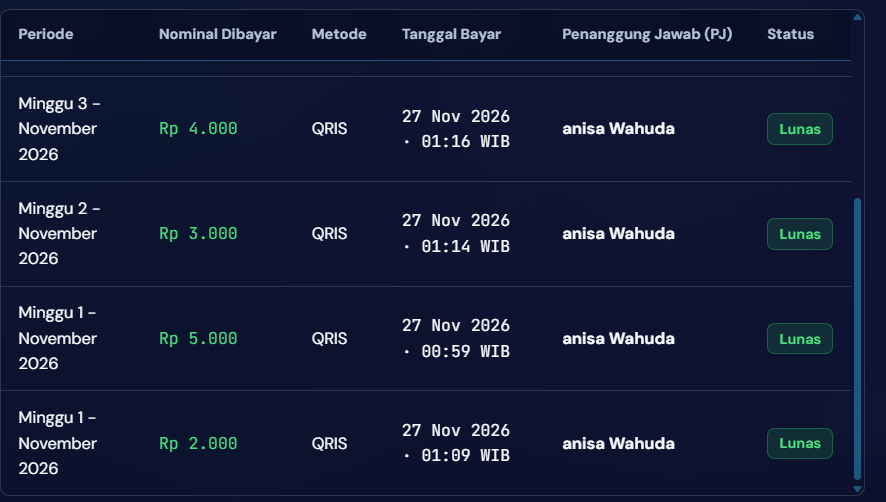 Periode Nominal Dibayar Metode Tanggal Bayar Penanggung Jawab (PJ) Status
Minggu 3 -
November
2026
Rp 4.000
QRIS
27 Nov 2026
· 01:16 WIB
anisa Wahuda
Lunas
Minggu 2 -
November
2026
Rp 3.000
QRIS
27 Nov 2026
· 01:14 WIB
anisa Wahuda
Lunas
Minggu 1 -
November
2026
Rp 5.000
QRIS
27 Nov 2026
· 00:59 WIB
anisa Wahuda
Lunas
Minggu 1 -
November
2026
Rp 2.000
QRIS
27 Nov 2026
· 01:09 WIB
anisa Wahuda
Lunas